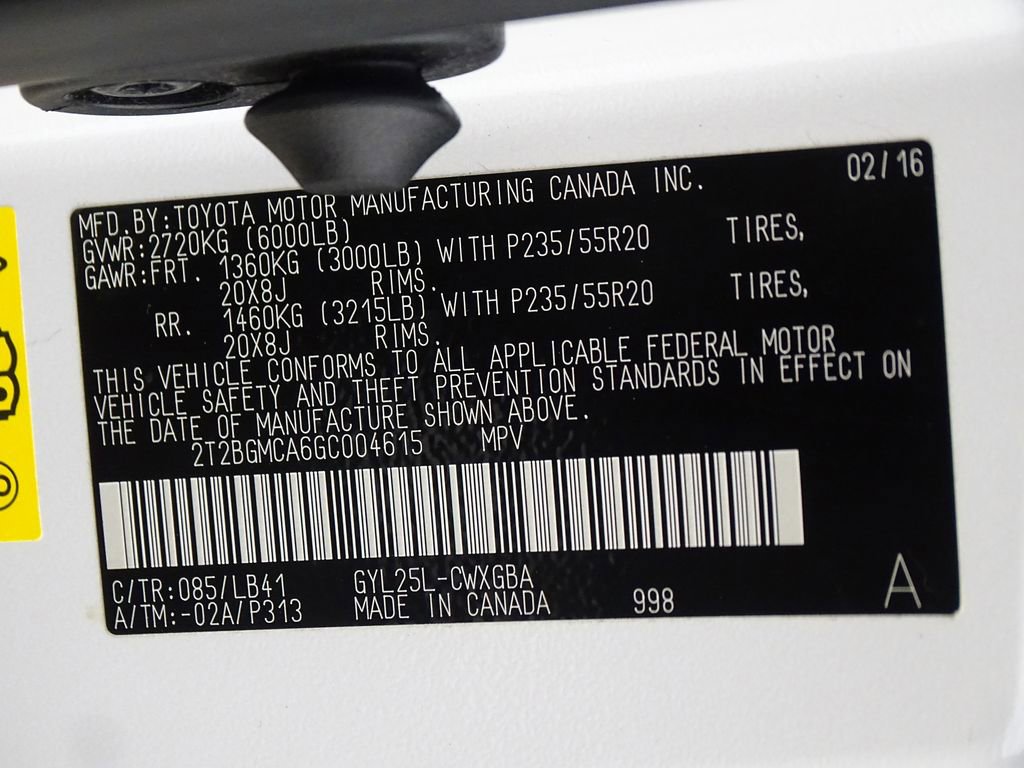 02/16
MFD.BY:TOYOTA MOTOR MANUFACTURING CANADA INC.
GVWR:2720KG (6000LB)
GAWR:FRT. 1360KG (3000LB) WITH P235/55R20 TIRES,
20X8J RIMS.
RR. 1460KG (3215LB) WITH P235/55R20 TIRES,
20X8J RIMS.
THIS VEHICLE CONFORMS TO ALL APPLICABLE FEDERAL MOTOR
VEHICLE SAFETY AND THEFT PREVENTION STANDARDS IN EFFECT ON
THE DATE OF MANUFACTURE SHOWN ABOVE.
2T2BGMCA6GC004615 MPV
C/TR:085/LB41 GYL25L-CWXGBA
A/TM:-02A/P313 MADE IN CANADA 998
A